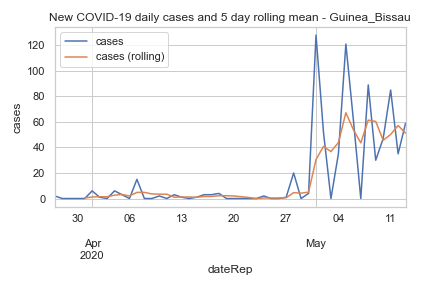 New COVID-19 daily cases and 5 day rolling mean - Guinea_Bissau
cases
cases (rolling)
120
100
80
60
40
20
0
cases
30 06 13 20 27 04 11
Apr May
2020
dateRep